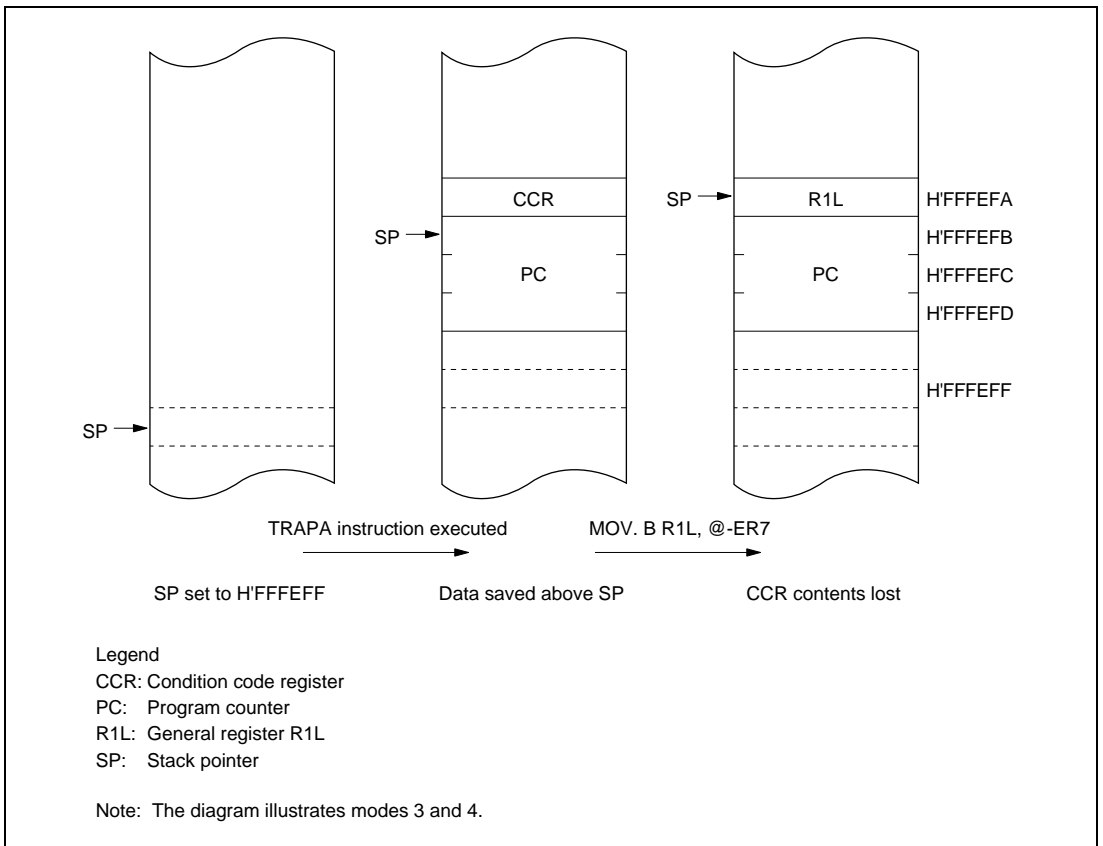 CCR
SP
R1L
H'FFFEFA
SP
H'FFFEFB
PC
PC
H'FFFEFC
H'FFFEFD
H'FFFEFF
SP
TRAPA instruction executed
MOV. B R1L, @-ER7
SP set to H'FFFEFF
Data saved above SP
CCR contents lost
Legend
CCR: Condition code register
PC: Program counter
R1L: General register R1L
SP: Stack pointer
Note: The diagram illustrates modes 3 and 4.